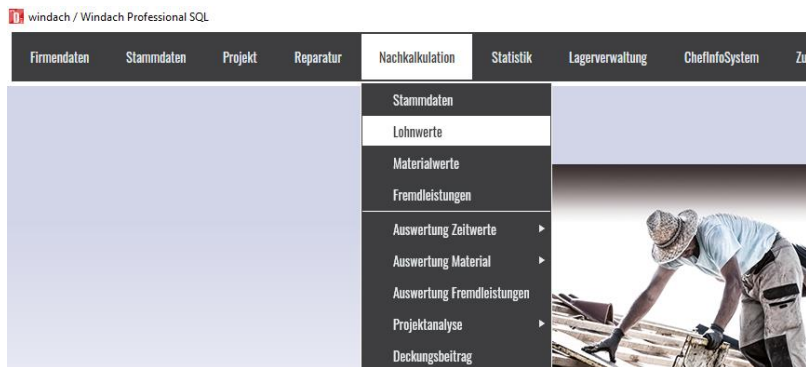 windach / Windach Professional SQL
Firmendaten Stammdaten Projekt Reparatur Nachkalkulation Statistik Lagerverwaltung ChefInfoSystem Zu
Stammdaten
Lohnwerte
Materialwerte
Fremdleistungen
Auswertung Zeitwerte
Auswertung Material
Auswertung Fremdleistungen
Projektanalyse
Deckungsbeitrag